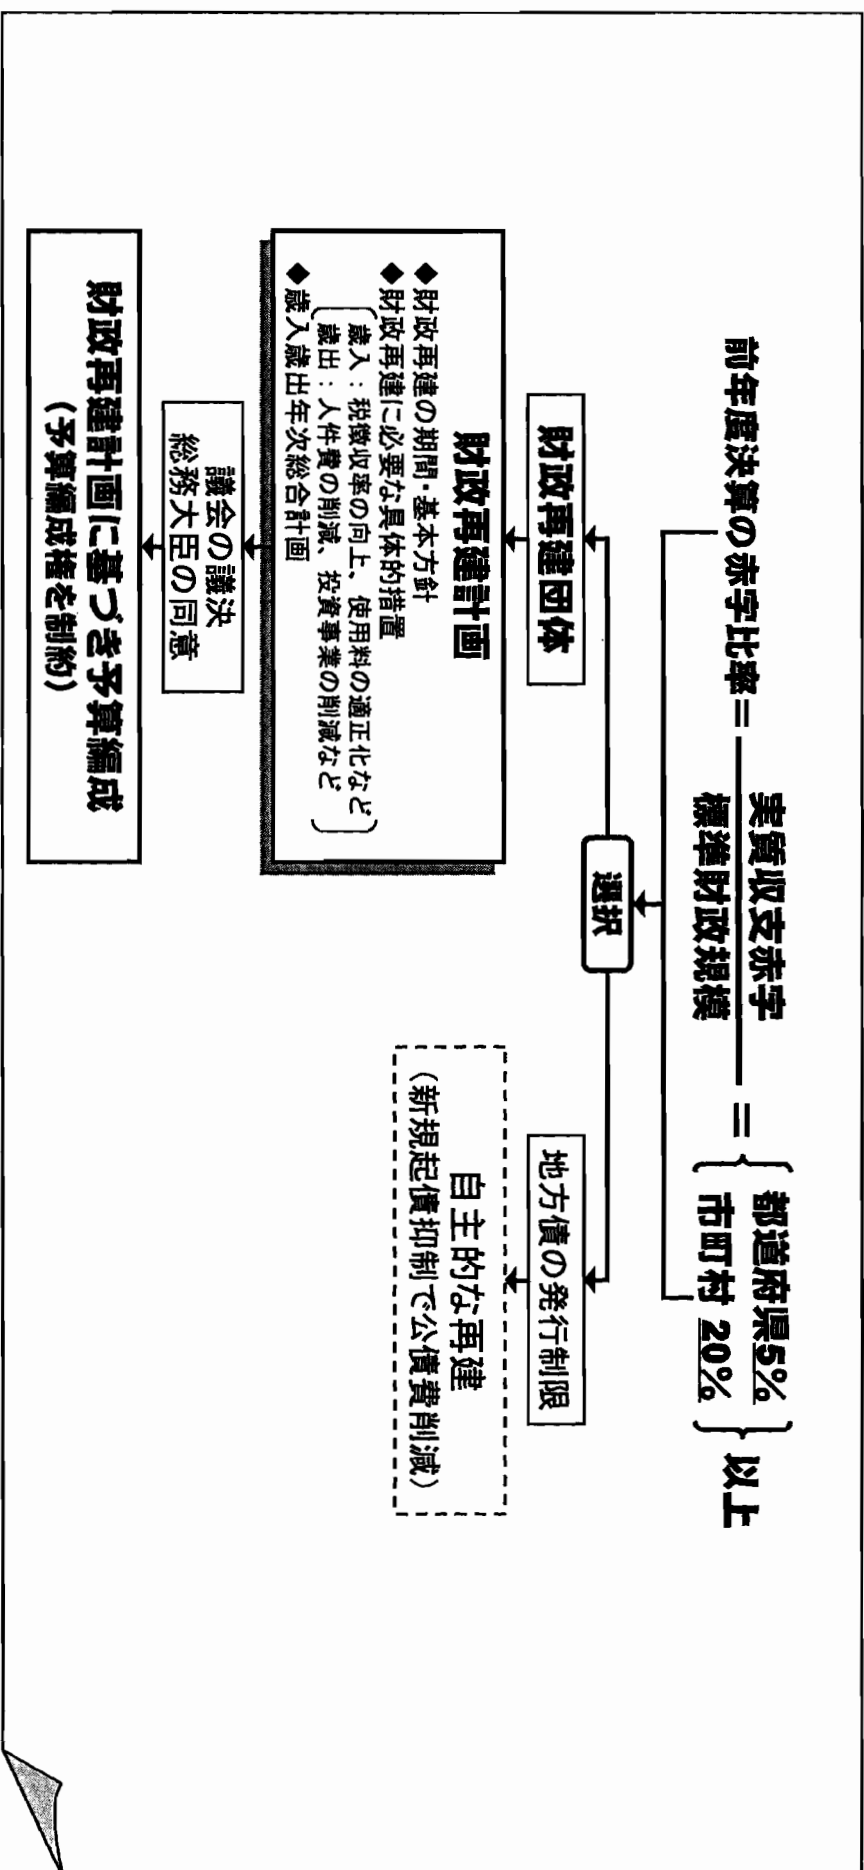 前年度決算の赤字比率＝
実質収支赤字
標準財政規模
＝
都道府県5%
市町村 20%
以上
選択
財政再建団体
財政再建計画
◆財政再建の期間・基本方針
◆財政再建に必要な具体的措置
歳入：税徴収率の向上、使用料の適正化など
歳出：人件費の削減、投資事業の削減など
◆歳入歳出年次総合計画
議会の議決
総務大臣の同意
財政再建計画に基づき予算編成
（予算編成権を制約）
地方債の発行制限
自主的な再建
（新規起債抑制で公債費削減）